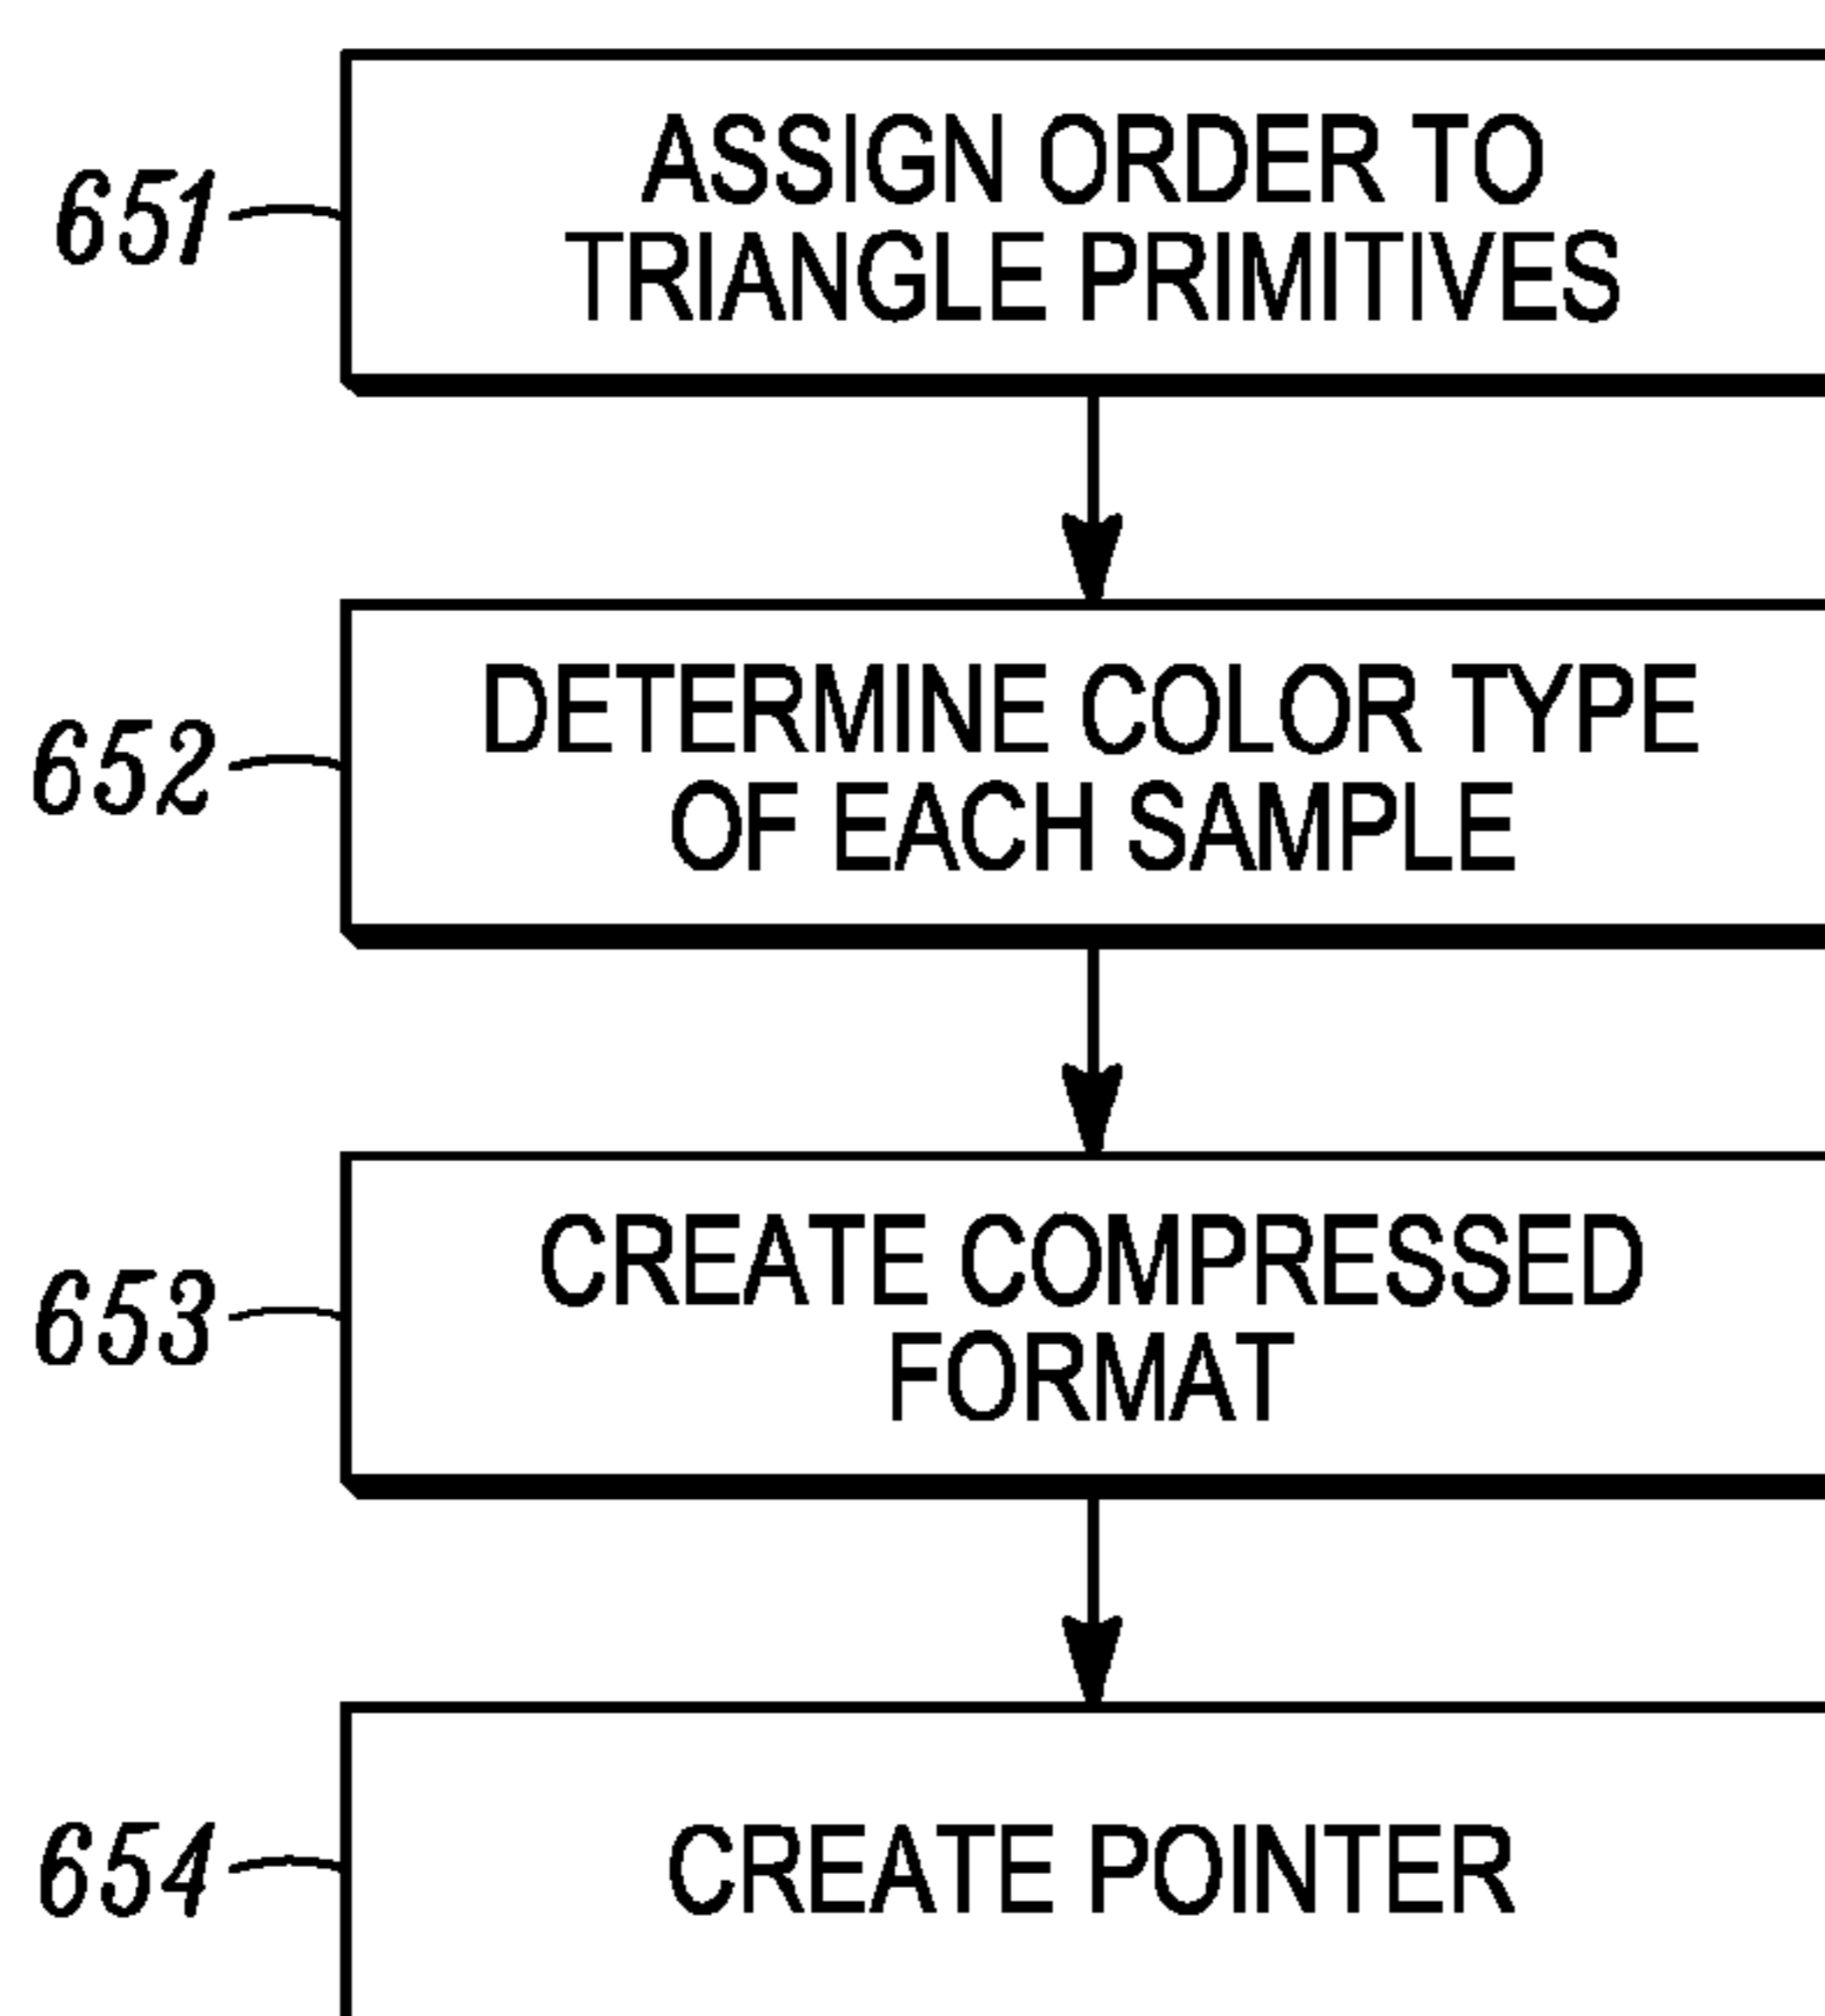 651
ASSIGN ORDER TO
TRIANGLE PRIMITIVES
652
DETERMINE COLOR TYPE
OF EACH SAMPLE
653
CREATE COMPRESSED
FORMAT
654
CREATE POINTER